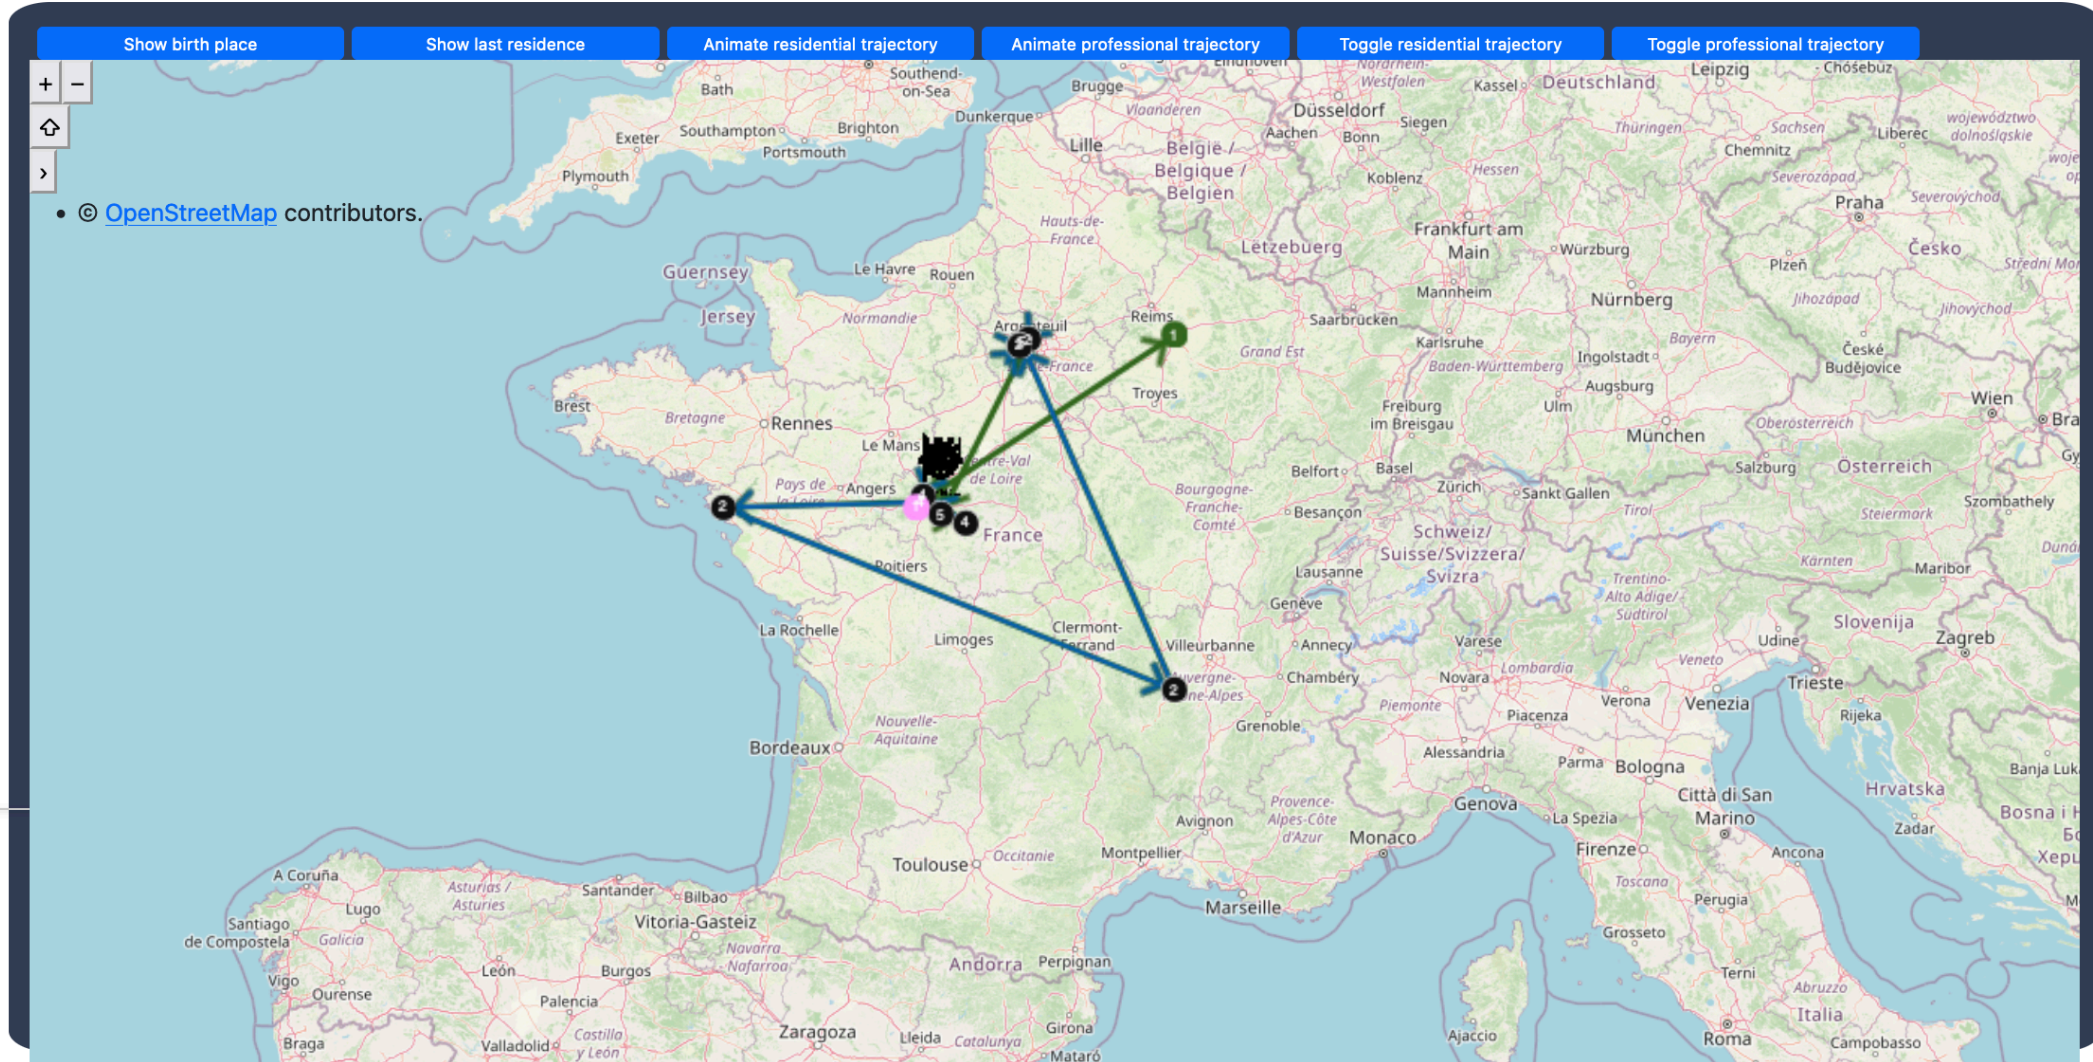 Show birth place
Show last residence
Animate residential trajectory
Animate professional trajectory
Toggle residential trajectory
Toggle professional trajectory
+
−
›
• © OpenStreetMap contributors.
Southend-
on-Sea
Bath
Exeter
Southampton
Brighton
Portsmouth
Plymouth
Dunkerque
Brugge
Vlaanderen
Eindhoven
Nordrhein-
Westfalen
Düsseldorf
Aachen
Bonn
Siegen
Kassel
Deutschland
Leipzig
Chóśebuz
Thüringen
Sachsen
Chemnitz
Liberec
województwo
dolnośląskie
Lille
België /
Belgique /
Belgien
Koblenz
Hessen
Severozápad
Severovýchod
Praha
Hauts-de-
France
Lëtzebuerg
Frankfurt am
Main
Würzburg
Plzeň
Česko
Guernsey
Jersey
Le Havre
Rouen
Normandie
Reims
Saarbrücken
Mannheim
Nürnberg
Jihozápad
Jihovýchod
1
Karlsruhe
Grand Est
Baden-Württemberg
Ingolstadt
Bayern
České
Budějovice
Augsburg
Troyes
Brest
Bretagne
Rennes
Le Mans
Freiburg
im Breisgau
Ulm
München
Oberösterreich
Wien
Salzburg
Österreich
Szombathely
Steiermark
Angers
Belfort
Basel
Zürich
Sankt Gallen
Tirol
Bourgogne-
Franche-
Comté
Besançon
2
5
4
France
Schweiz/
Suisse/Svizzera/
Svizra
Kärnten
Maribor
Poitiers
Lausanne
Genève
Trentino-
Alto Adige/
Südtirol
Slovenija
Zagreb
La Rochelle
Limoges
Clermont-
Ferrand
Villeurbanne
Annecy
Varese
Udine
Veneto
Lombardia
2
Chambéry
Novara
Trieste
Rijeka
Nouvelle-
Aquitaine
Grenoble
Piemonte
Piacenza
Verona
Venezia
Bordeaux
Alessandria
Parma
Bologna
Banja
Hrvatska
Bosna i
Provence-
Alpes-Côte
d'Azur
Avignon
Monaco
Genova
La Spezia
Città di San
Marino
Zadar
Toulouse
Occitanie
Montpellier
Firenze
Ancona
Marseille
Toscana
Perugia
A Coruña
Asturias /
Asturies
Santander
Bilbao
Lugo
Santiago
de Compostela
Galicia
Vitoria-Gasteiz
Navarra
- Nafarroa
Andorra
Perpignan
Grosseto
Terni
Abruzzo
Italia
Vigo
Ourense
León
Burgos
Palencia
Castilla
y León
Braga
Valladolid
Zaragoza
Lleida
Catalunya
Girona
Mataró
Ajaccio
Roma
Campobasso